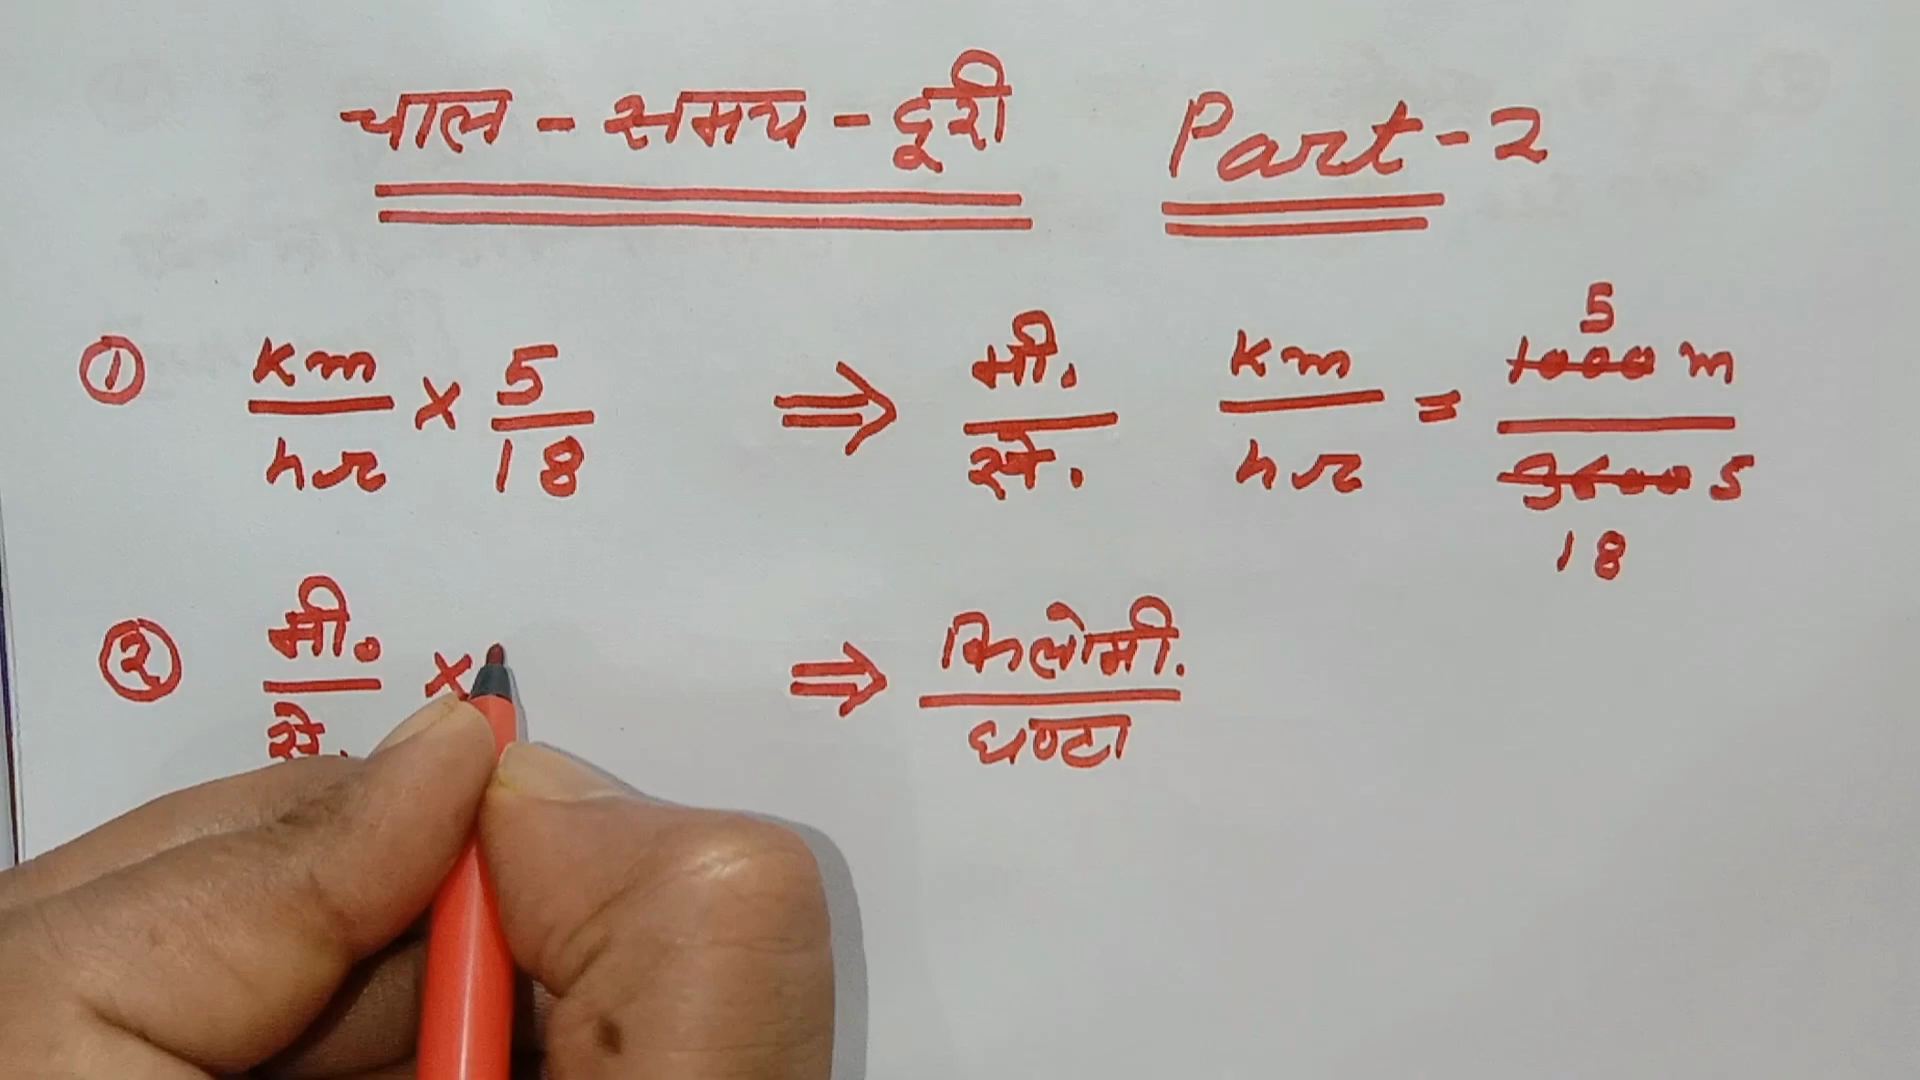 चाल - समय - दूरी Part - 2
① km/hr × 5/18 ⇒ मी./से. km/hr = 1000 m/3600 s 5 18
② मी./से. × ⇒ किलोमी./घण्टा